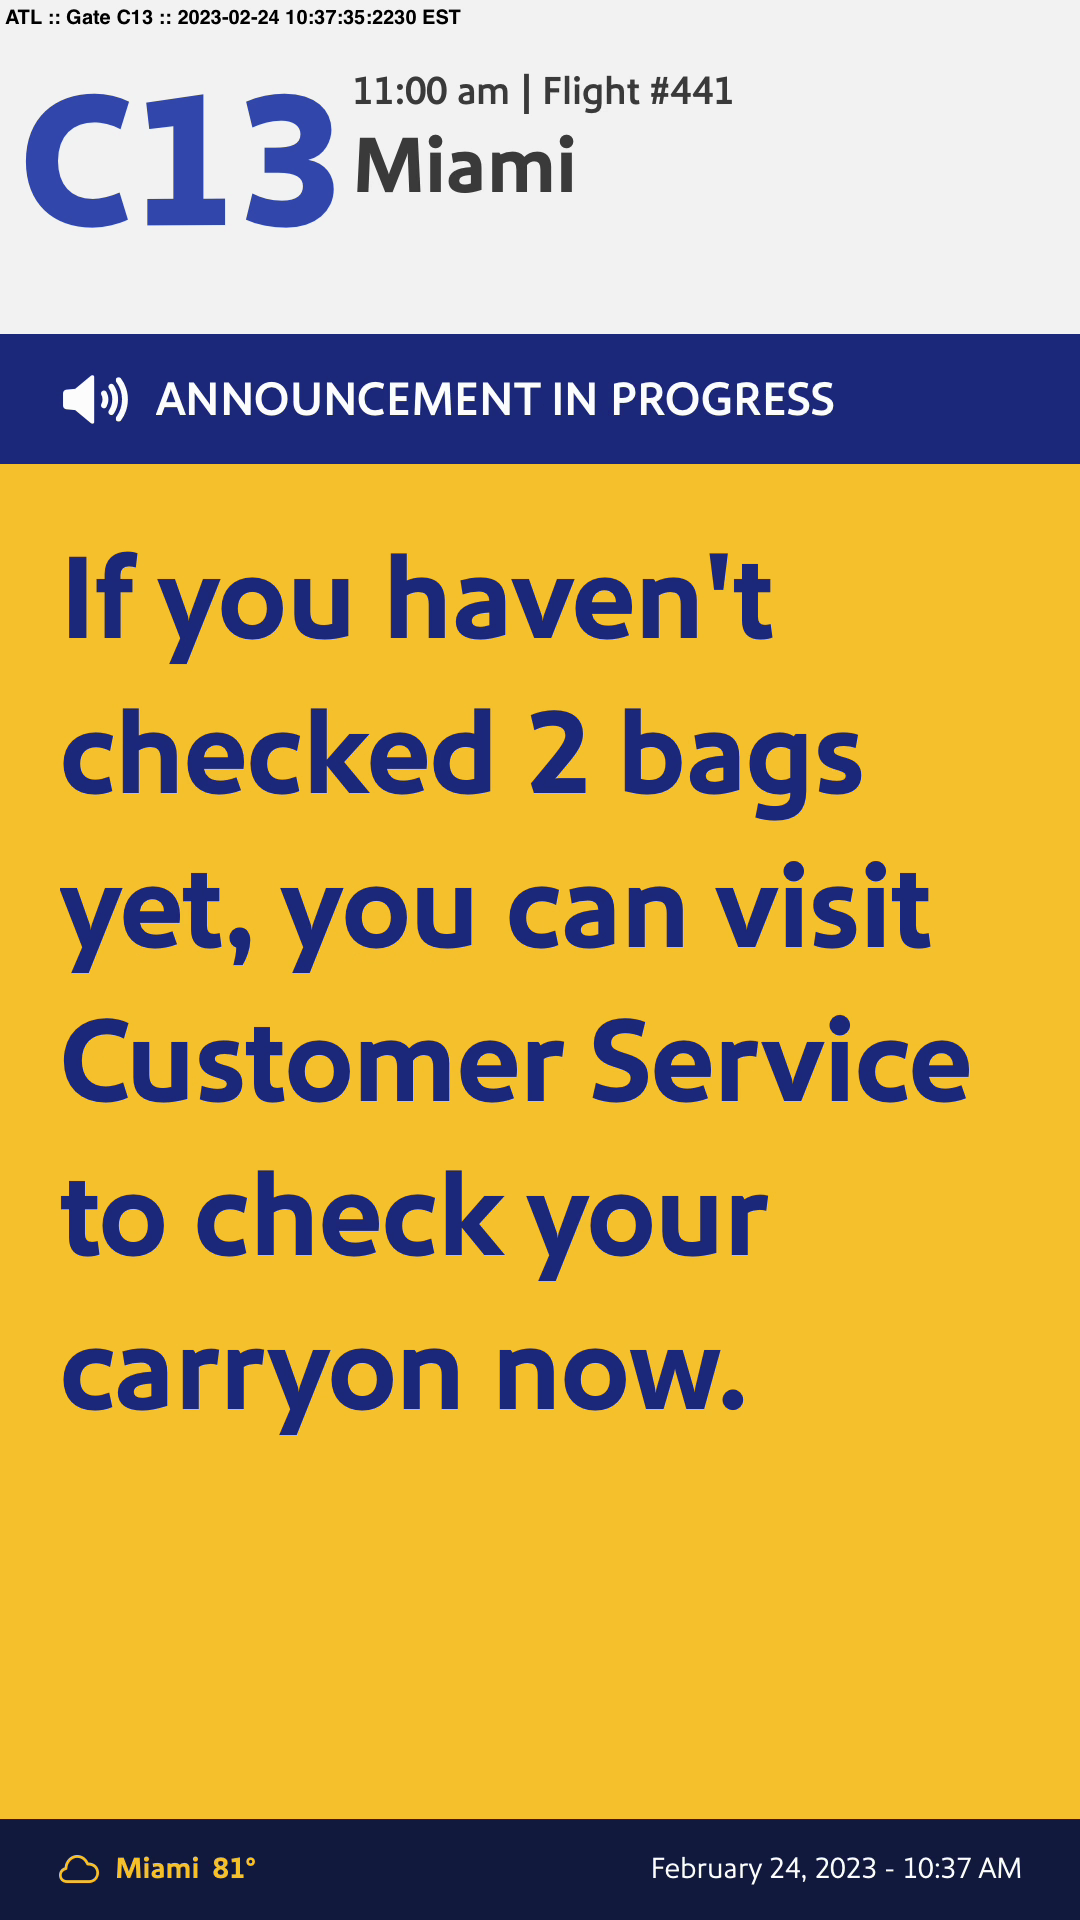 ATL :: Gate C13 :: 2023-02-24 10:37:35:2230 EST
C13
11:00 am | Flight #441
Miami
ANNOUNCEMENT IN PROGRESS
If you haven't
checked 2 bags
yet, you can visit
Customer Service
to check your
carryon now.
Miami 81°
February 24, 2023 - 10:37 AM